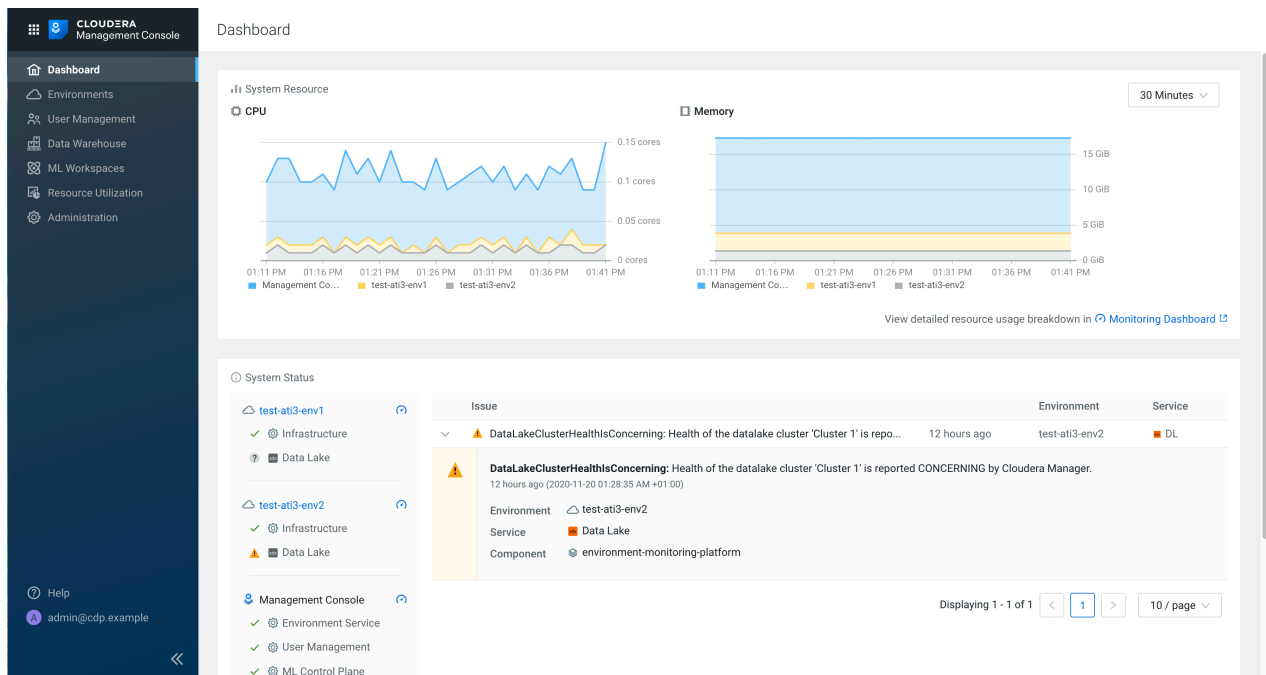 CLOUDERA
Management Console
Dashboard
Dashboard
Environments
User Management
Data Warehouse
ML Workspaces
Resource Utilization
Administration
Help
A admin@cdp.example
System Resource
30 Minutes
CPU
0.15 cores
0.1 cores
0.05 cores
0 cores
01:11 PM 01:16 PM 01:21 PM 01:26 PM 01:31 PM 01:36 PM 01:41 PM
Management Co... test-ati3-env1 test-ati3-env2
Memory
15 GiB
10 GiB
5 GiB
0 GiB
01:11 PM 01:16 PM 01:21 PM 01:26 PM 01:31 PM 01:36 PM 01:41 PM
Management Co... test-ati3-env1 test-ati3-env2
View detailed resource usage breakdown in Monitoring Dashboard
System Status
test-ati3-env1
Infrastructure
? Data Lake
test-ati3-env2
Infrastructure
Data Lake
Management Console
Environment Service
User Management
ML Control Plane
Issue Environment Service
DataLakeClusterHealthIsConcerning: Health of the datalake cluster 'Cluster 1' is repo... 12 hours ago test-ati3-env2 DL
DataLakeClusterHealthIsConcerning: Health of the datalake cluster 'Cluster 1' is reported CONCERNING by Cloudera Manager.
12 hours ago (2020-11-20 01:28:35 AM +01:00)
Environment test-ati3-env2
Service Data Lake
Component environment-monitoring-platform
Displaying 1 - 1 of 1 < 1 > 10 / page